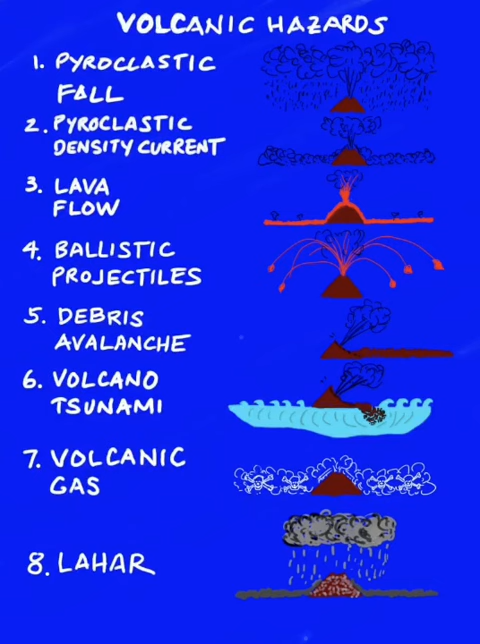 VOLCANIC HAZARDS
1. PYROCLASTIC
FALL
2. PYROCLASTIC
DENSITY CURRENT
3. LAVA
FLOW
4. BALLISTIC
PROJECTILES
5. DEBRIS
AVALANCHE
6. VOLCANO
TSUNAMI
7. VOLCANIC
GAS
8. LAHAR